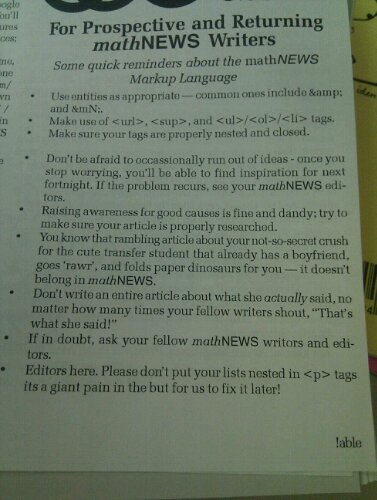 For Prospective and Returning
mathNEWS Writers
Some quick reminders about the mathNEWS
Markup Language
• Use entities as appropriate — common ones include &amp;
and &mN;.
• Make use of <url>, <sup>, and <ul>/<ol>/<li> tags.
• Make sure your tags are properly nested and closed.
• Don't be afraid to occassionally run out of ideas - once you
stop worrying, you'll be able to find inspiration for next
fortnight. If the problem recurs, see your mathNEWS edi-
tors.
• Raising awareness for good causes is fine and dandy; try to
make sure your article is properly researched.
• You know that rambling article about your not-so-secret crush
for the cute transfer student that already has a boyfriend,
goes 'rawr', and folds paper dinosaurs for you — it doesn't
belong in mathNEWS.
• Don't write an entire article about what she actually said, no
matter how many times your fellow writers shout, "That's
what she said!"
• If in doubt, ask your fellow mathNEWS writors and edi-
tors.
• Editors here. Please don't put your lists nested in <p> tags
its a giant pain in the but for us to fix it later!
!able